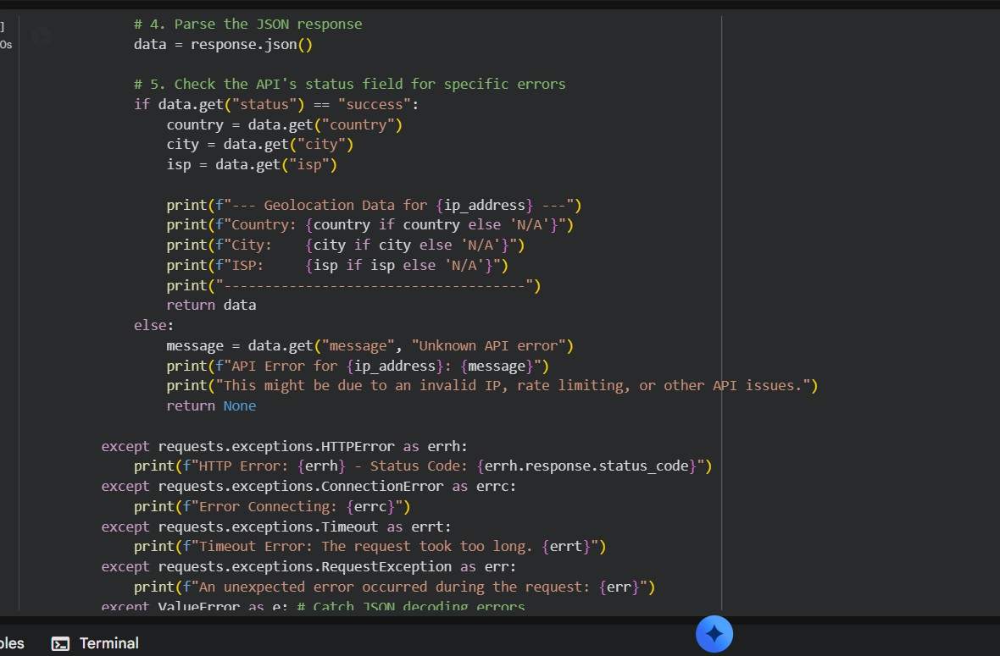 ]
0s
        # 4. Parse the JSON response
        data = response.json()

        # 5. Check the API's status field for specific errors
        if data.get("status") == "success":
            country = data.get("country")
            city = data.get("city")
            isp = data.get("isp")

            print(f"--- Geolocation Data for {ip_address} ---")
            print(f"Country: {country if country else 'N/A'}")
            print(f"City:    {city if city else 'N/A'}")
            print(f"ISP:     {isp if isp else 'N/A'}")
            print("-------------------------------------")
            return data
        else:
            message = data.get("message", "Unknown API error")
            print(f"API Error for {ip_address}: {message}")
            print("This might be due to an invalid IP, rate limiting, or other API issues.")
            return None

    except requests.exceptions.HTTPError as errh:
        print(f"HTTP Error: {errh} - Status Code: {errh.response.status_code}")
    except requests.exceptions.ConnectionError as errc:
        print(f"Error Connecting: {errc}")
    except requests.exceptions.Timeout as errt:
        print(f"Timeout Error: The request took too long. {errt}")
    except requests.exceptions.RequestException as err:
        print(f"An unexpected error occurred during the request: {err}")
    except ValueError as e: # Catch JSON decoding errors
bles Terminal